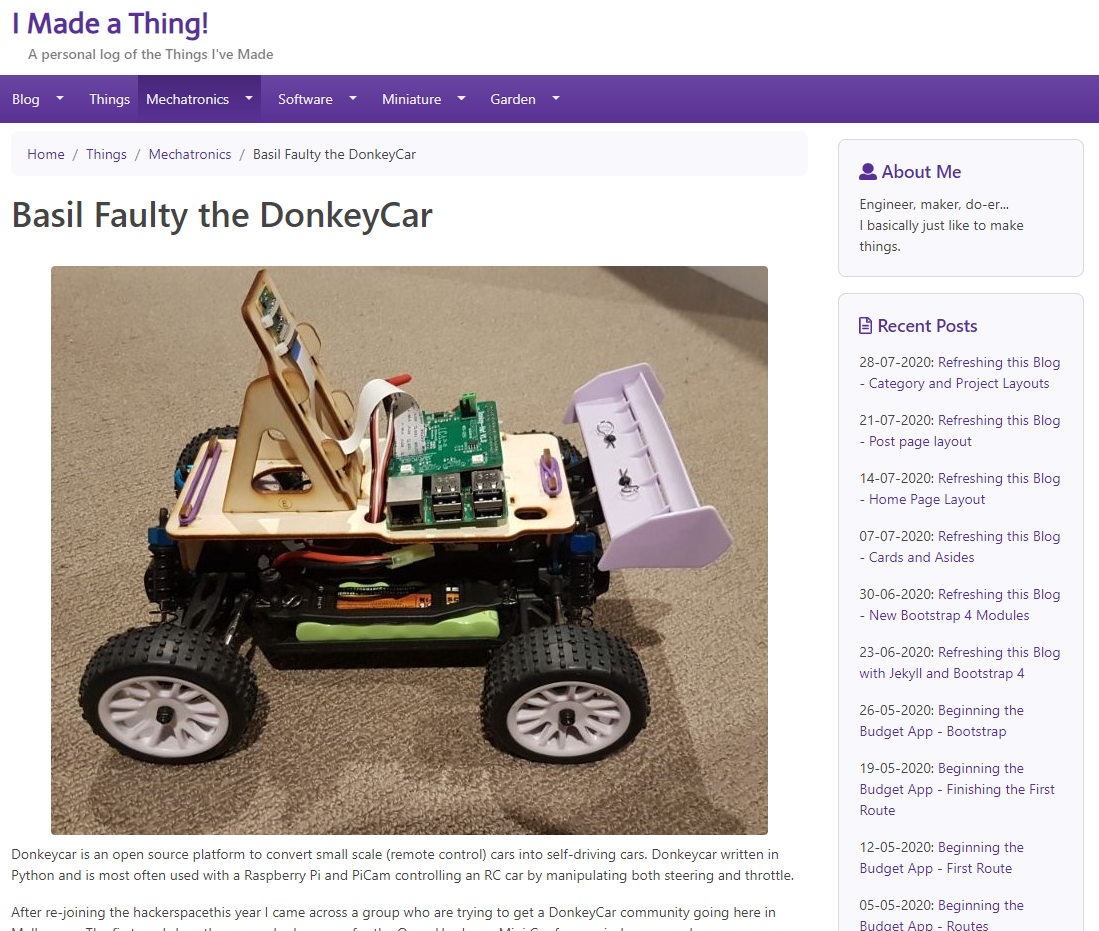 I Made a Thing!
A personal log of the Things I've Made
Blog Things Mechatronics Software Miniature Garden
Home / Things / Mechatronics / Basil Faulty the DonkeyCar
Basil Faulty the DonkeyCar
Donkeycar is an open source platform to convert small scale (remote control) cars into self-driving cars. Donkeycar written in
Python and is most often used with a Raspberry Pi and PiCam controlling an RC car by manipulating both steering and throttle.
After re-joining the hackerspacethis year I came across a group who are trying to get a DonkeyCar community going here in
About Me
Engineer, maker, do-er...
I basically just like to make
things.
Recent Posts
28-07-2020: Refreshing this Blog
- Category and Project Layouts
21-07-2020: Refreshing this Blog
- Post page layout
14-07-2020: Refreshing this Blog
- Home Page Layout
07-07-2020: Refreshing this Blog
- Cards and Asides
30-06-2020: Refreshing this Blog
- New Bootstrap 4 Modules
23-06-2020: Refreshing this Blog
with Jekyll and Bootstrap 4
26-05-2020: Beginning the
Budget App - Bootstrap
19-05-2020: Beginning the
Budget App - Finishing the First
Route
12-05-2020: Beginning the
Budget App - First Route
05-05-2020: Beginning the
Budget App - Routes